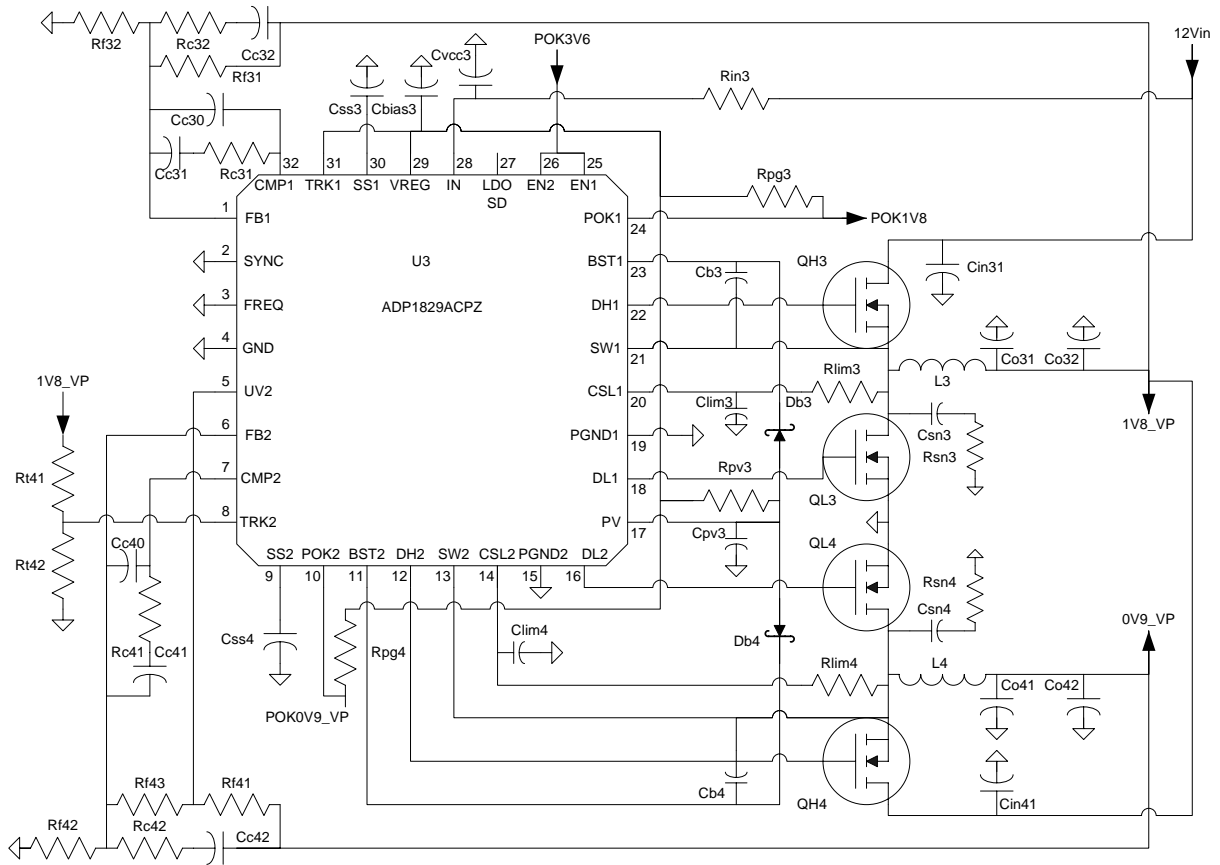 Rf32
Rc32
Cc32
Rf31
Cc30
Cc31
Rc31
Css3
Cbias3
Cvcc3
POK3V6
Rin3
12Vin
32
31
30
29
28
27
26
25
CMP1
TRK1
SS1
VREG
IN
LDO
SD
EN2
EN1
Rpg3
POK1V8
1
FB1
POK1
24
2
SYNC
U3
BST1
23
Cb3
QH3
Cin31
3
FREQ
ADP1829ACPZ
DH1
22
4
GND
SW1
21
Co31
Co32
1V8_VP
5
UV2
CSL1
20
Rlim3
L3
Clim3
Db3
Csn3
1V8_VP
6
FB2
PGND1
19
Rsn3
Rt41
7
CMP2
DL1
18
Rpv3
QL3
8
TRK2
PV
17
Cpv3
Cc40
Rt42
SS2
POK2
BST2
DH2
SW2
CSL2
PGND2
DL2
9
10
11
12
13
14
15
16
QL4
Rsn4
Csn4
0V9_VP
Css4
Rc41
Cc41
Rpg4
Clim4
Db4
Rlim4
L4
Co41
Co42
POK0V9_VP
Cb4
QH4
Cin41
Rf43
Rf41
Rf42
Rc42
Cc42